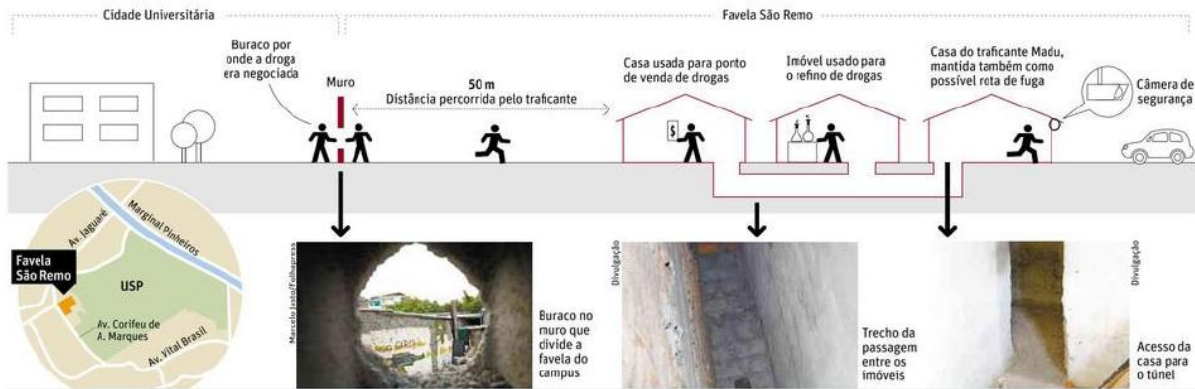 Cidade Universitária
Favela São Remo
Buraco por
onde a droga
era negociada
Muro
50 m
Distância percorrida pelo traficante
Casa usada para ponto
de venda de drogas
Imóvel usado para
o refino de drogas
Casa do traficante Madu,
mantida também como
possível rota de fuga
Câmera de
segurança
$
Av. Jaguaré
Marginal Pinheiros
Favela
São Remo
USP
Av. Corifeu de
A. Marques
Av. Vital Brasil
Marcelo Justo/Folhapress
Buraco no
muro que
divide a
favela do
campus
Divulgação
Trecho da
passagem
entre os
imóveis
Divulgação
Acesso da
casa para
o túnel